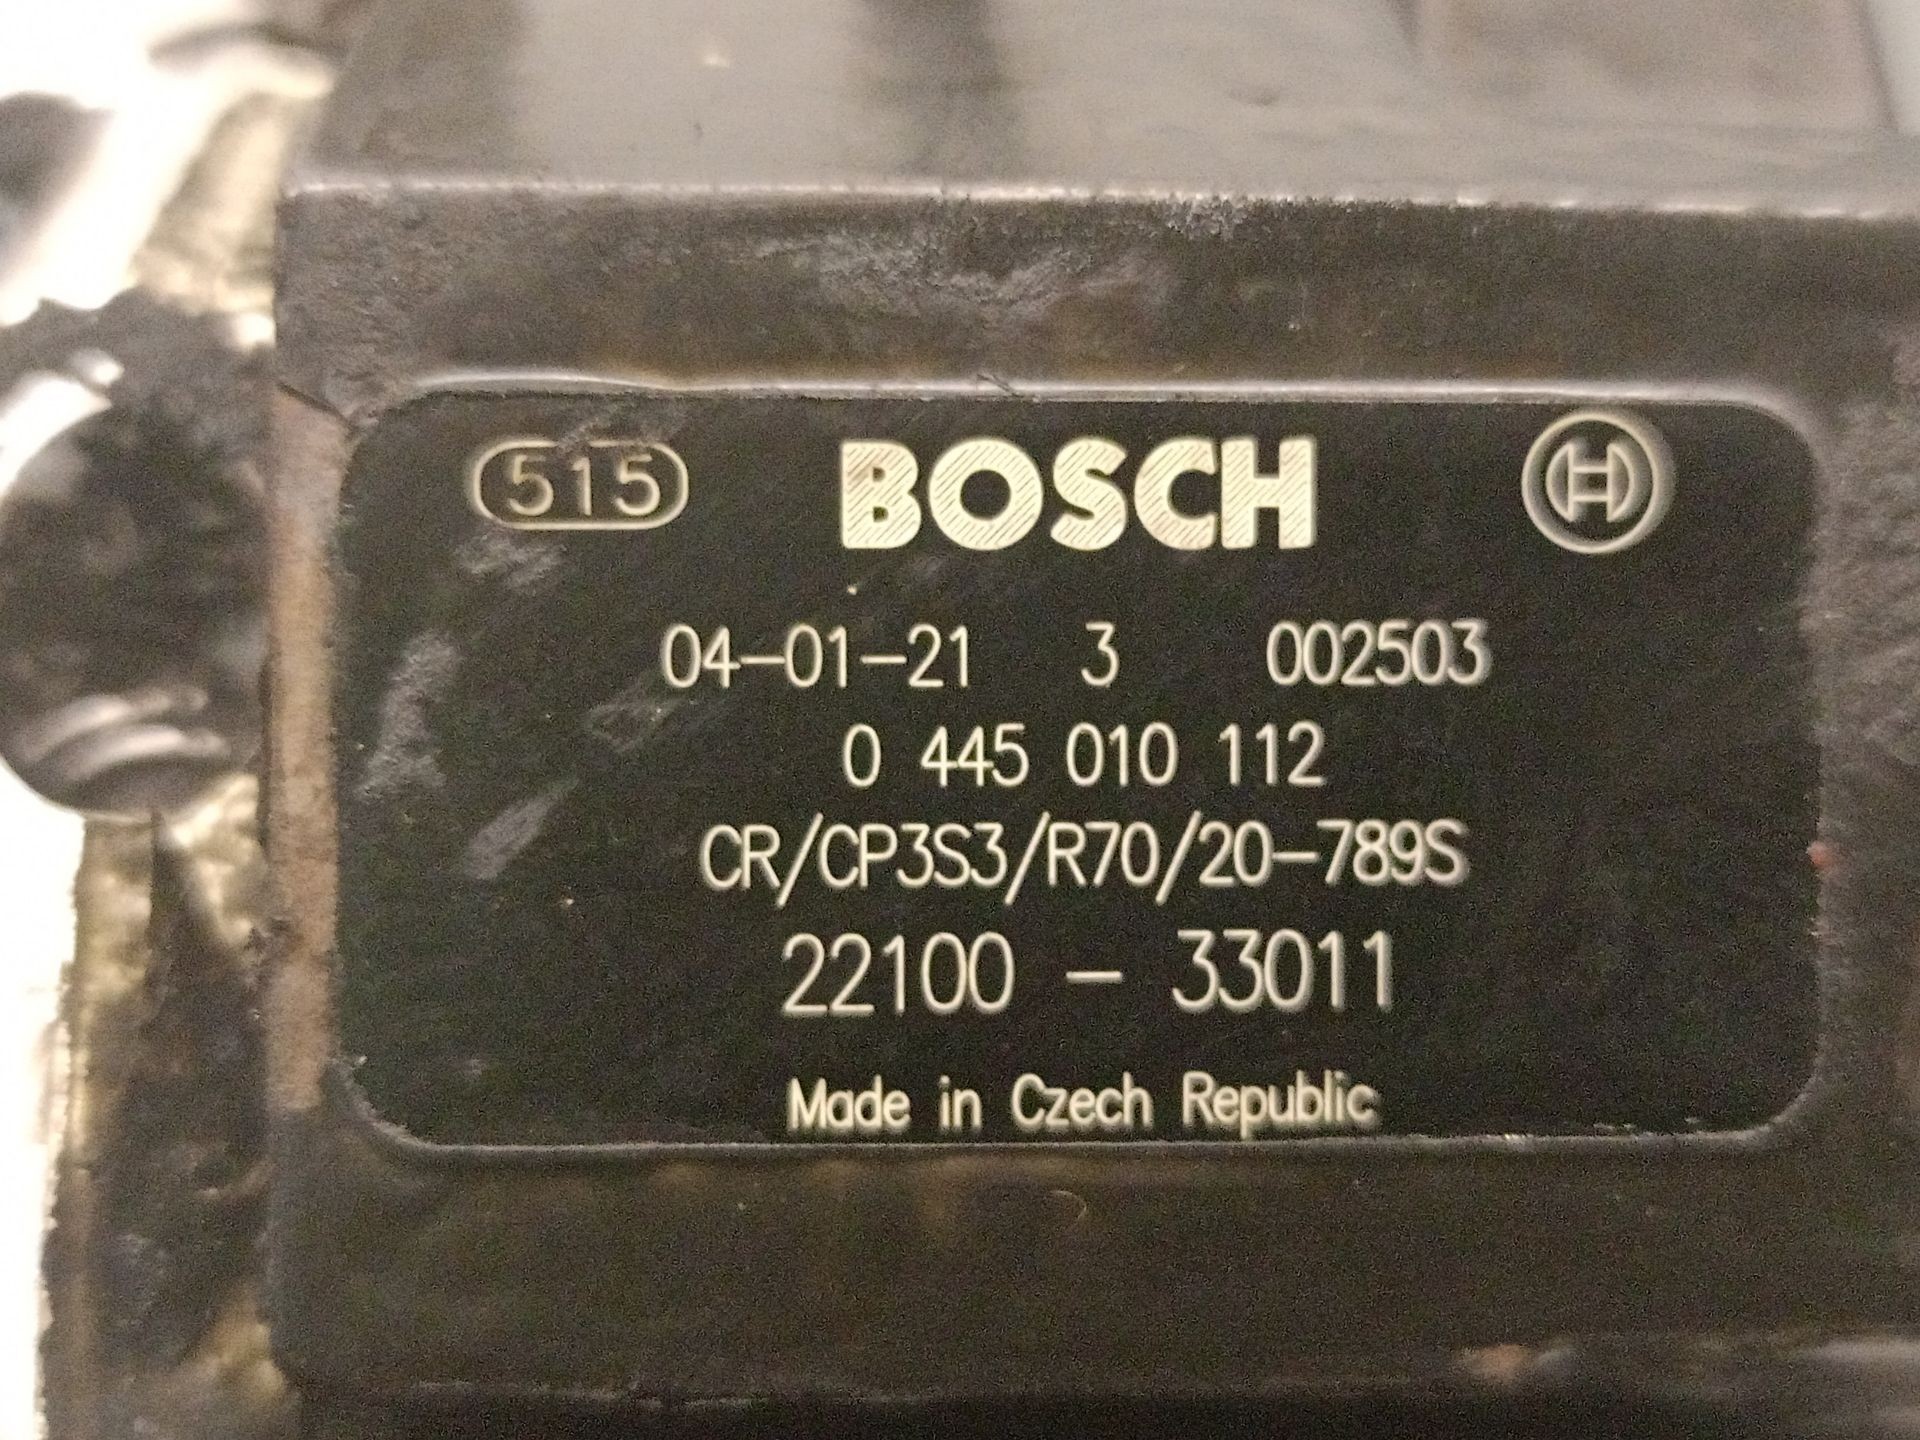 515 BOSCH
04-01-21 3 002503
0 445 010 112
CR/CP3S3/R70/20-789S
22100 - 33011
Made in Czech Republic